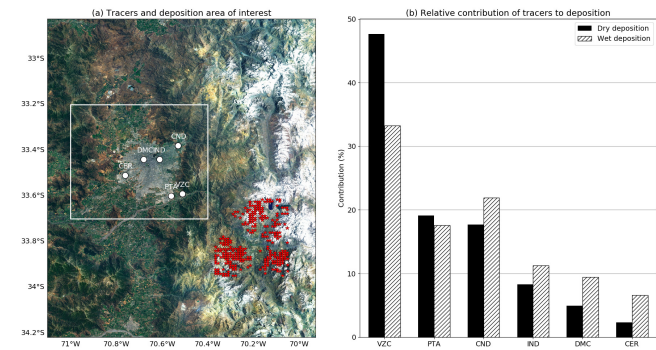 (a) Tracers and deposition area of interest
33°S
33.2°S
33.4°S
33.6°S
33.8°S
34°S
34.2°S
71°W
70.8°W
70.6°W
70.4°W
70.2°W
70°W
CND
DMC
IND
CER
PTA
VZC
(b) Relative contribution of tracers to deposition
Dry deposition
Wet deposition
Contribution (%)
50
40
30
20
10
0
VZC PTA CND IND DMC CER